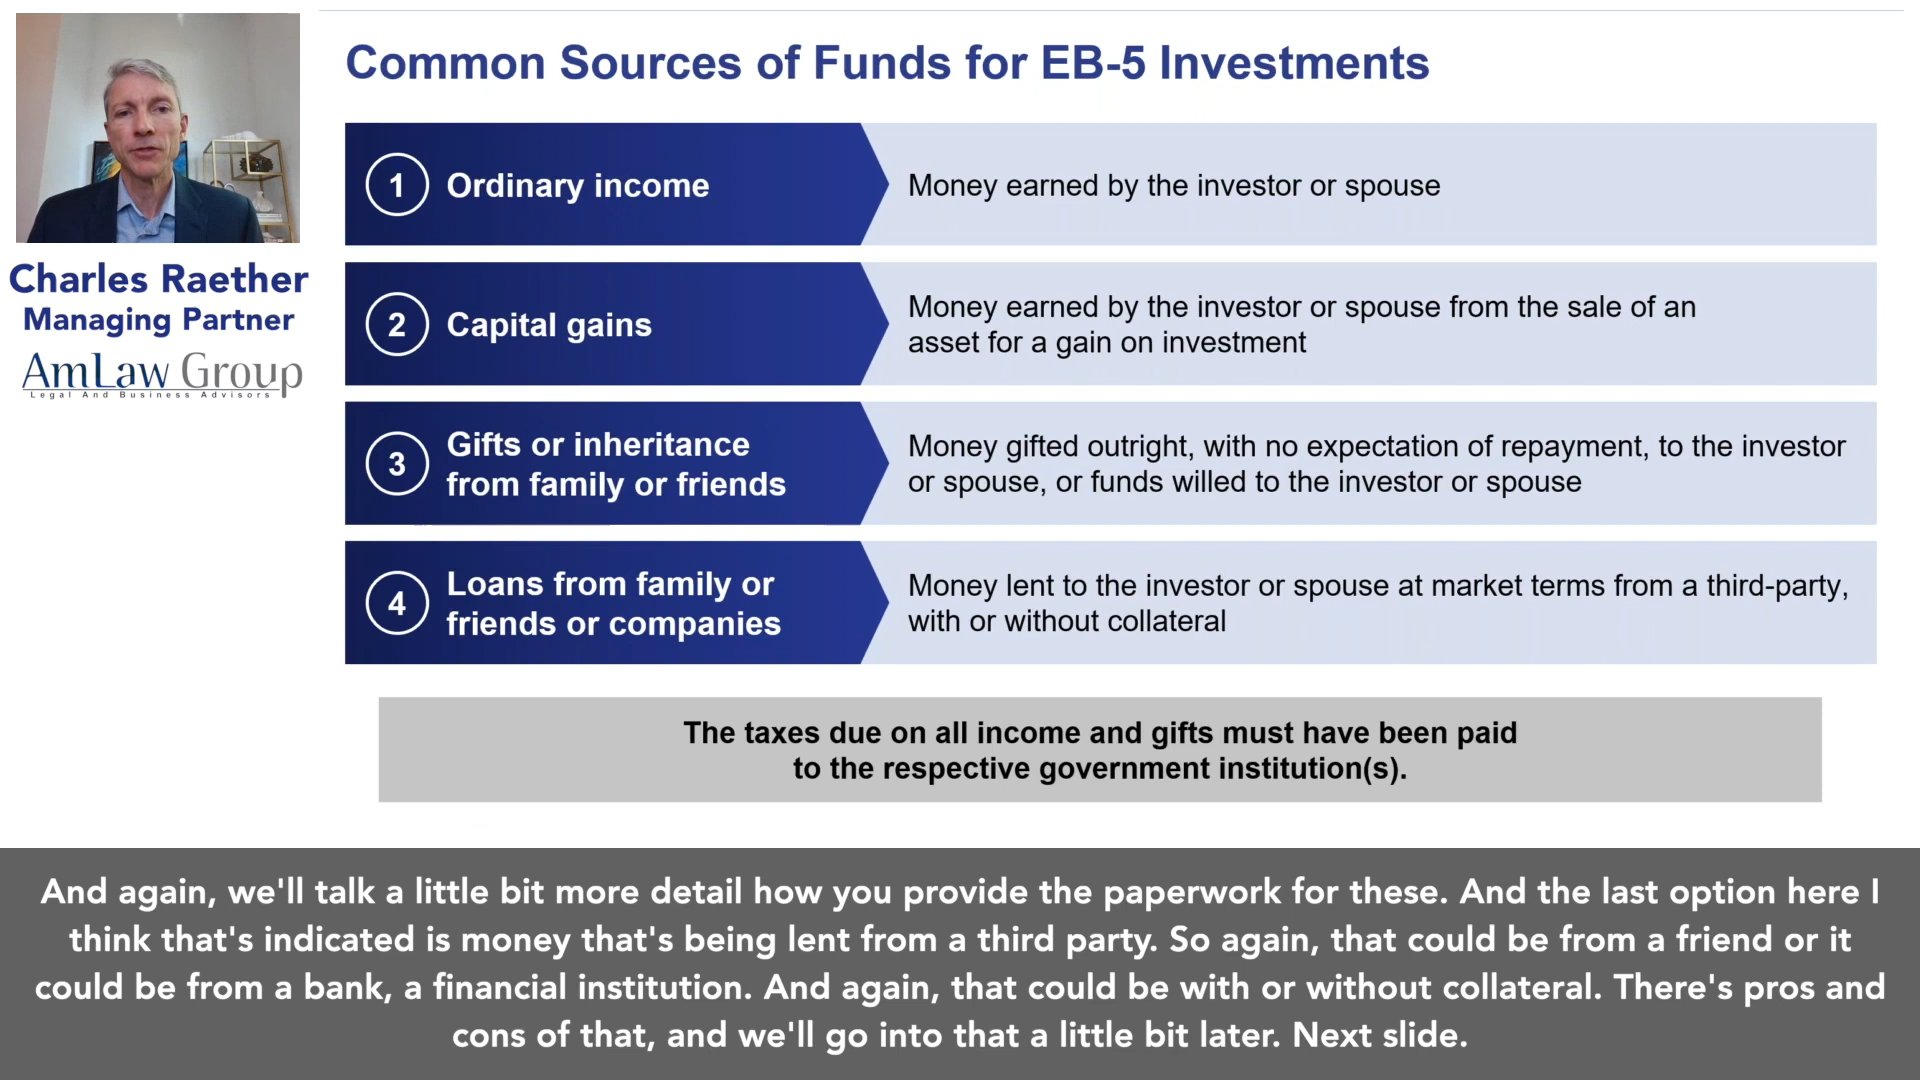 Common Sources of Funds for EB-5 Investments
1
Ordinary income
Money earned by the investor or spouse
Charles Raether
Managing Partner
AmLaw Group
Legal And Business Advisors
2
Capital gains
Money earned by the investor or spouse from the sale of an
asset for a gain on investment
3
Gifts or inheritance
from family or friends
Money gifted outright, with no expectation of repayment, to the investor
or spouse, or funds willed to the investor or spouse
4
Loans from family or
friends or companies
Money lent to the investor or spouse at market terms from a third-party,
with or without collateral
The taxes due on all income and gifts must have been paid
to the respective government institution(s).
And again, we'll talk a little bit more detail how you provide the paperwork for these. And the last option here I
think that's indicated is money that's being lent from a third party. So again, that could be from a friend or it
could be from a bank, a financial institution. And again, that could be with or without collateral. There's pros and
cons of that, and we'll go into that a little bit later. Next slide.